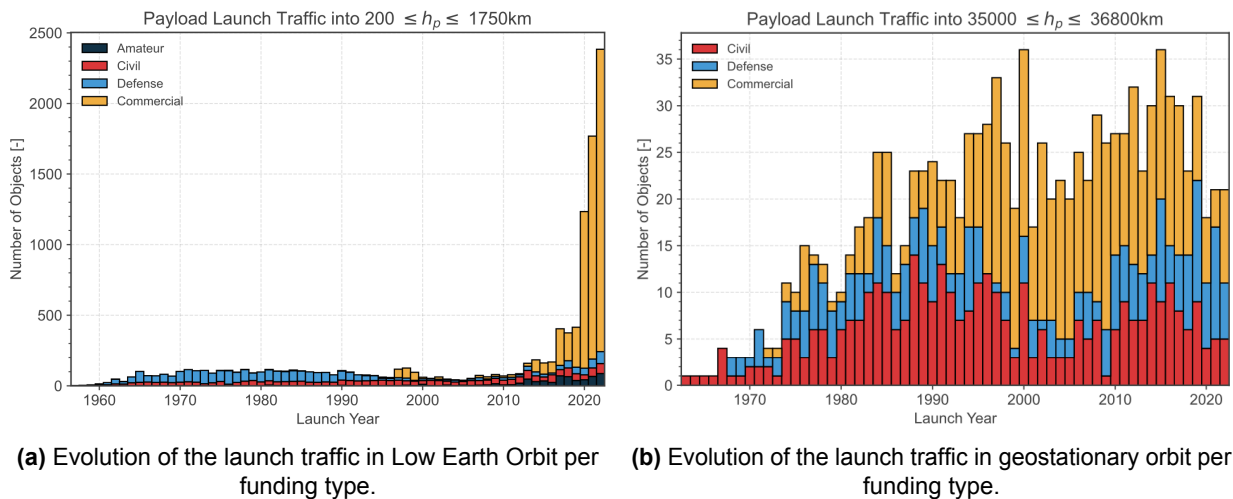 Payload Launch Traffic into 200 ≤ hₚ ≤ 1750km
2500
2000
1500
1000
500
0
Number of Objects [-]
Amateur
Civil
Defense
Commercial
1960 1970 1980 1990 2000 2010 2020
Launch Year
(a) Evolution of the launch traffic in Low Earth Orbit per
funding type.
Payload Launch Traffic into 35000 ≤ hₚ ≤ 36800km
35
30
25
20
15
10
5
0
Number of Objects [-]
Civil
Defense
Commercial
1970 1980 1990 2000 2010 2020
Launch Year
(b) Evolution of the launch traffic in geostationary orbit per
funding type.